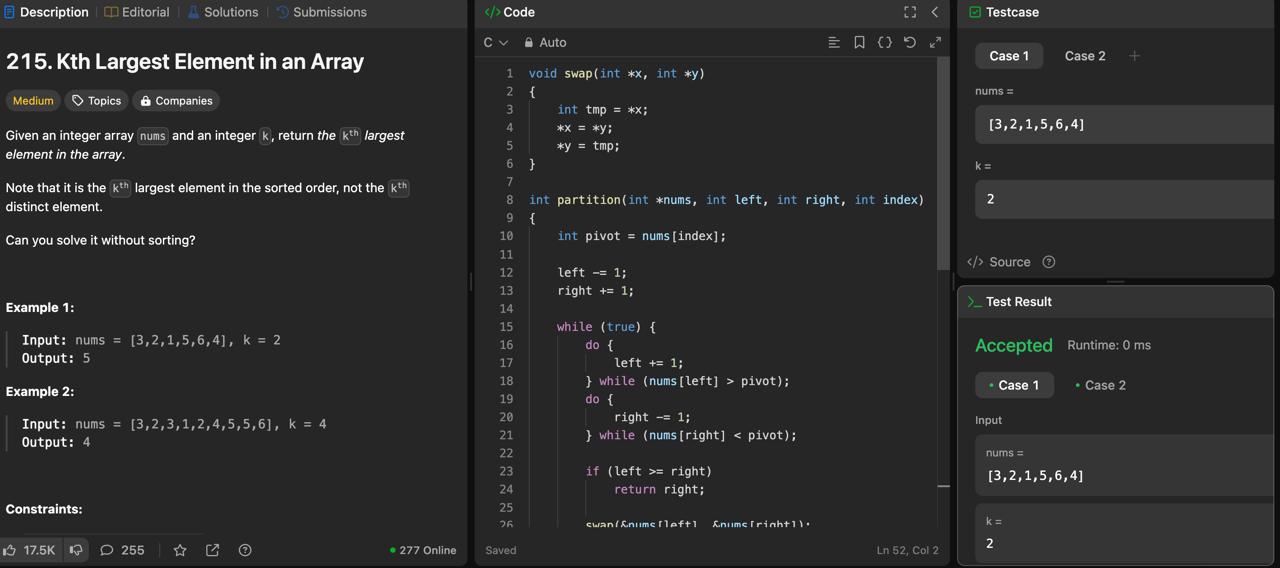 Description
Editorial
Solutions
Submissions
215. Kth Largest Element in an Array
Medium
Topics
Companies
Given an integer array nums and an integer k, return the kth largest
element in the array.
Note that it is the kth largest element in the sorted order, not the kth
distinct element.
Can you solve it without sorting?
Example 1:
Input: nums = [3,2,1,5,6,4], k = 2
Output: 5
Example 2:
Input: nums = [3,2,3,1,2,4,5,5,6], k = 4
Output: 4
Constraints:
17.5K
255
277 Online
</> Code
C
Auto
1 void swap(int *x, int *y)
2 {
3     int tmp = *x;
4     *x = *y;
5     *y = tmp;
6 }
7
8 int partition(int *nums, int left, int right, int index)
9 {
10     int pivot = nums[index];
11
12     left -= 1;
13     right += 1;
14
15     while (true) {
16         do {
17             left += 1;
18         } while (nums[left] > pivot);
19         do {
20             right -= 1;
21         } while (nums[right] < pivot);
22
23         if (left >= right)
24             return right;
25
26         swap(&nums[left], &nums[right]);
Saved
Ln 52, Col 2
Testcase
Case 1
Case 2
nums =
[3,2,1,5,6,4]
k =
2
</> Source
Test Result
Accepted
Runtime: 0 ms
Case 1
Case 2
Input
nums =
[3,2,1,5,6,4]
k =
2